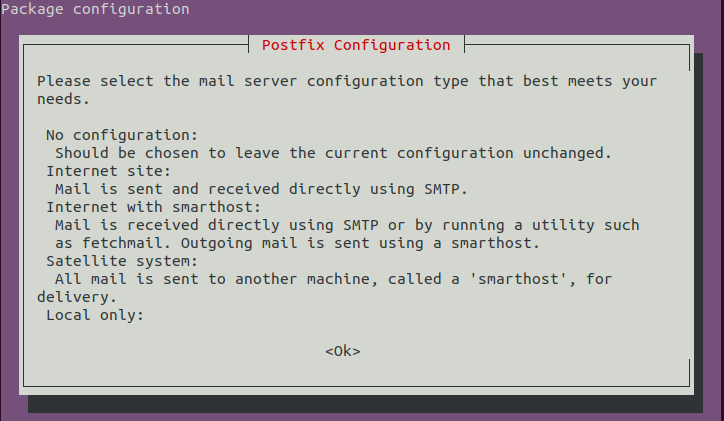 Package configuration
Postfix Configuration
Please select the mail server configuration type that best meets your
needs.
No configuration:
Should be chosen to leave the current configuration unchanged.
Internet site:
Mail is sent and received directly using SMTP.
Internet with smarthost:
Mail is received directly using SMTP or by running a utility such
as fetchmail. Outgoing mail is sent using a smarthost.
Satellite system:
All mail is sent to another machine, called a 'smarthost', for
delivery.
Local only:
<Ok>